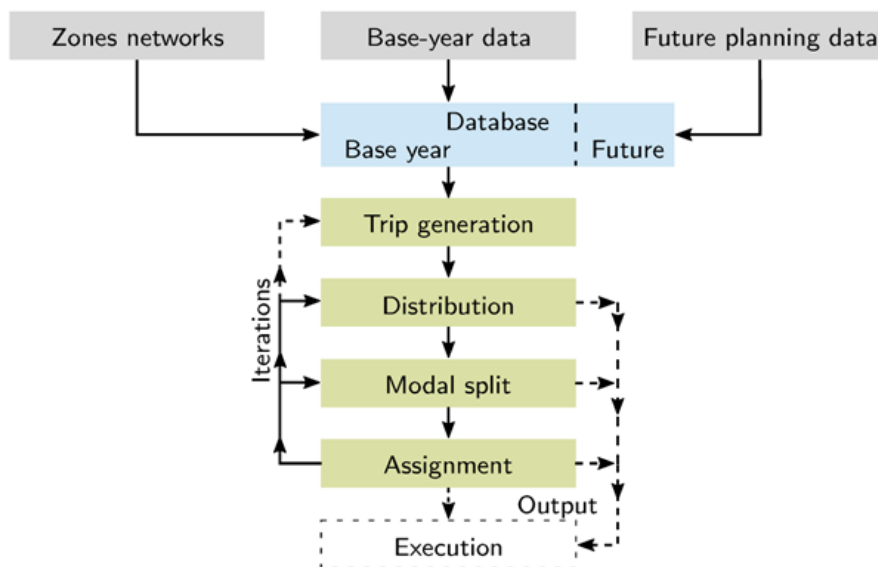 Zones networks
Base-year data
Future planning data
Database
Base year
Future
Trip generation
Iterations
Distribution
Modal split
Assignment
Output
Execution